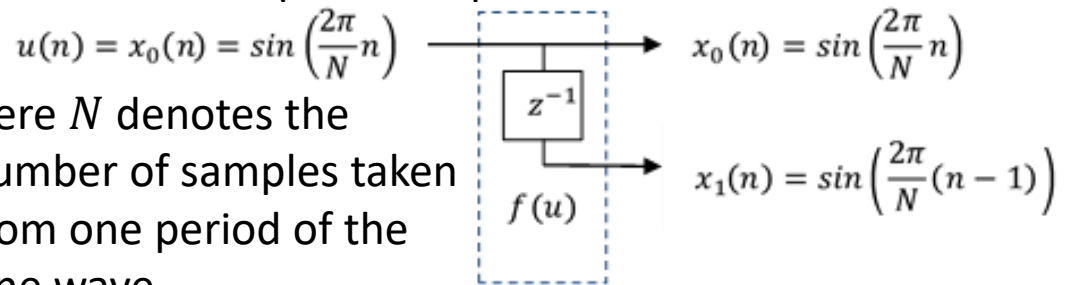 u(n) = x₀(n) = sin(2π/N n)
x₀(n) = sin(2π/N n)
z⁻¹
ere N denotes the
umber of samples taken
x₁(n) = sin(2π/N (n − 1))
f(u)
om one period of the